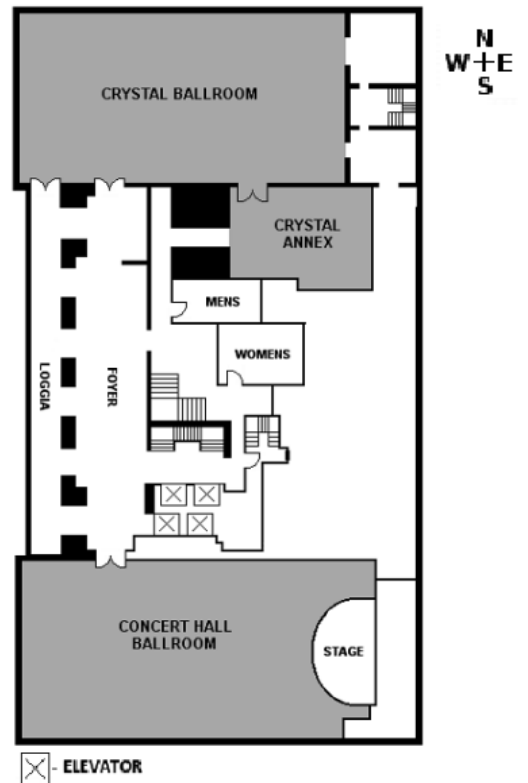 N
W E
S
CRYSTAL BALLROOM
CRYSTAL
ANNEX
MENS
WOMENS
LOGGIA
FOYER
CONCERT HALL
BALLROOM
STAGE
- ELEVATOR